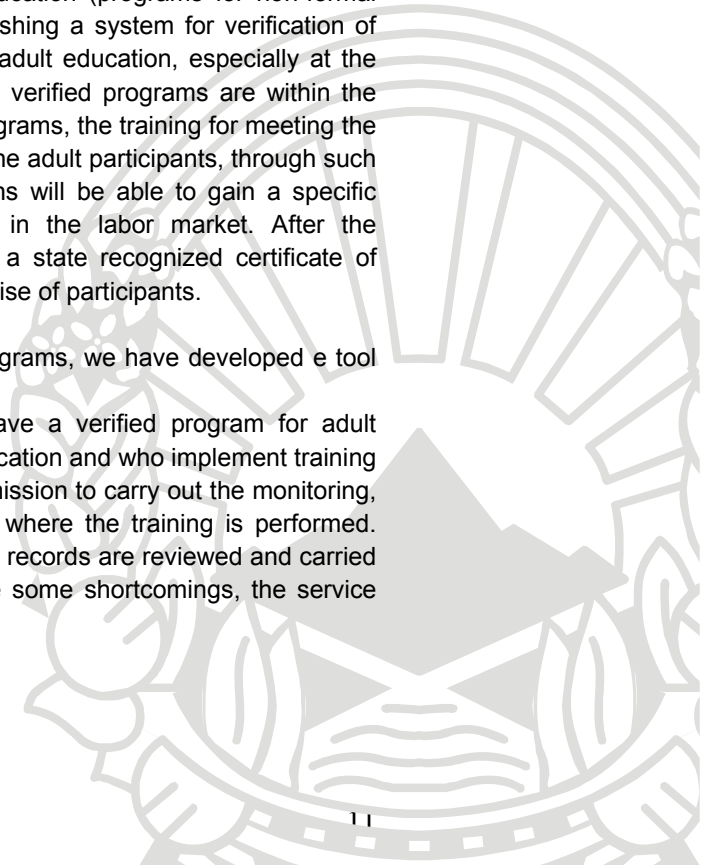 ucation (programs for non-formal
shing a system for verification of
adult education, especially at the
verified programs are within the
grams, the training for meeting the
he adult participants, through such
ns will be able to gain a specific
in the labor market. After the
a state recognized certificate of
ise of participants.
grams, we have developed e tool
ave a verified program for adult
cation and who implement training
mission to carry out the monitoring,
where the training is performed.
records are reviewed and carried
some shortcomings, the service
11